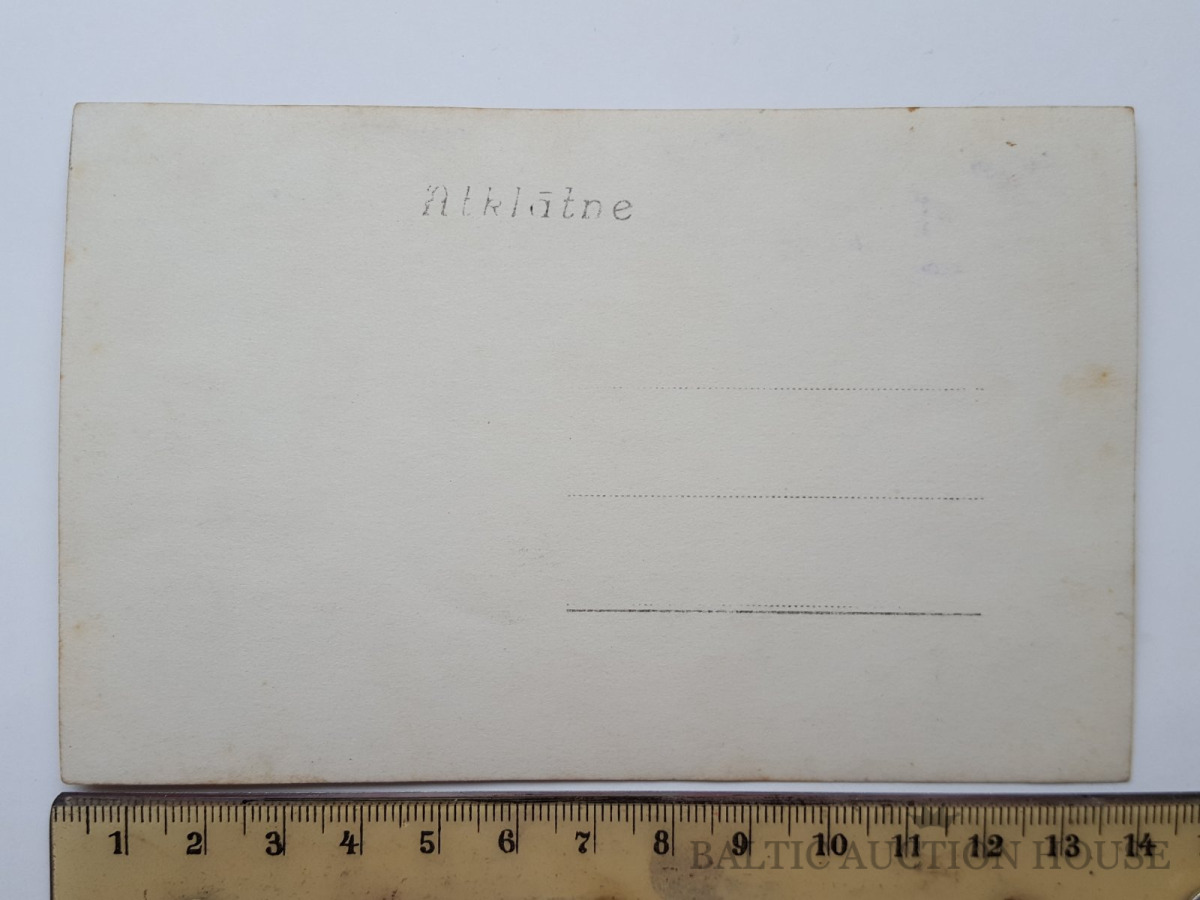 Atklātne
1 2 3 4 5 6 7 8 9 10 11 12 13 14
BALTIC AUCTION HOUSE